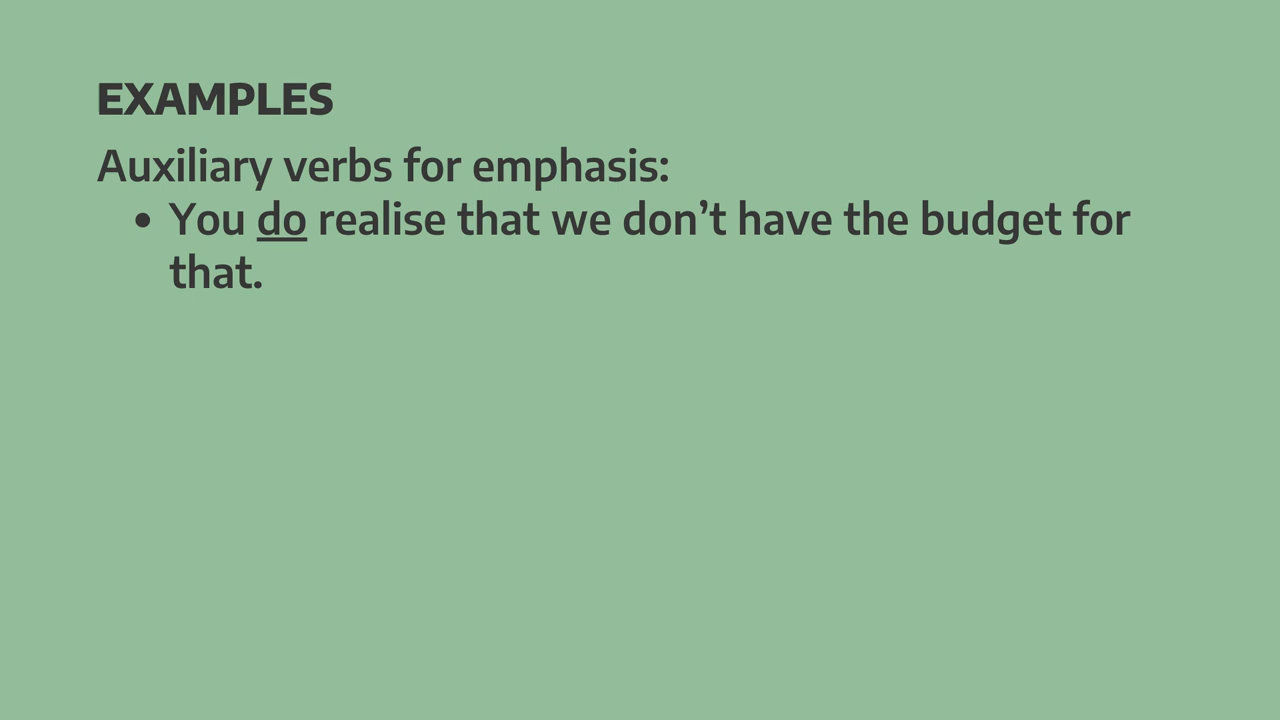 EXAMPLES
Auxiliary verbs for emphasis:
• You do realise that we don’t have the budget for
that.